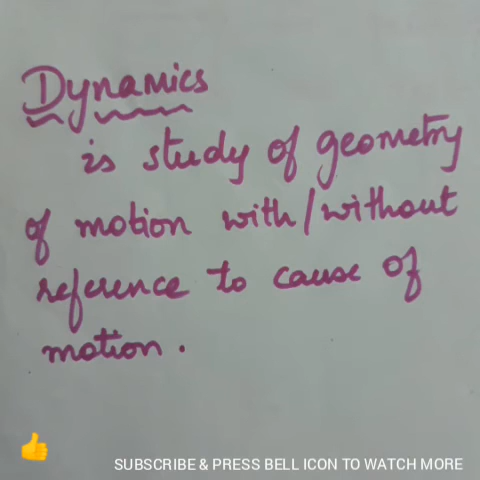 Dynamics
is study of geometry
of motion with/without
reference to cause of
motion.
SUBSCRIBE & PRESS BELL ICON TO WATCH MORE